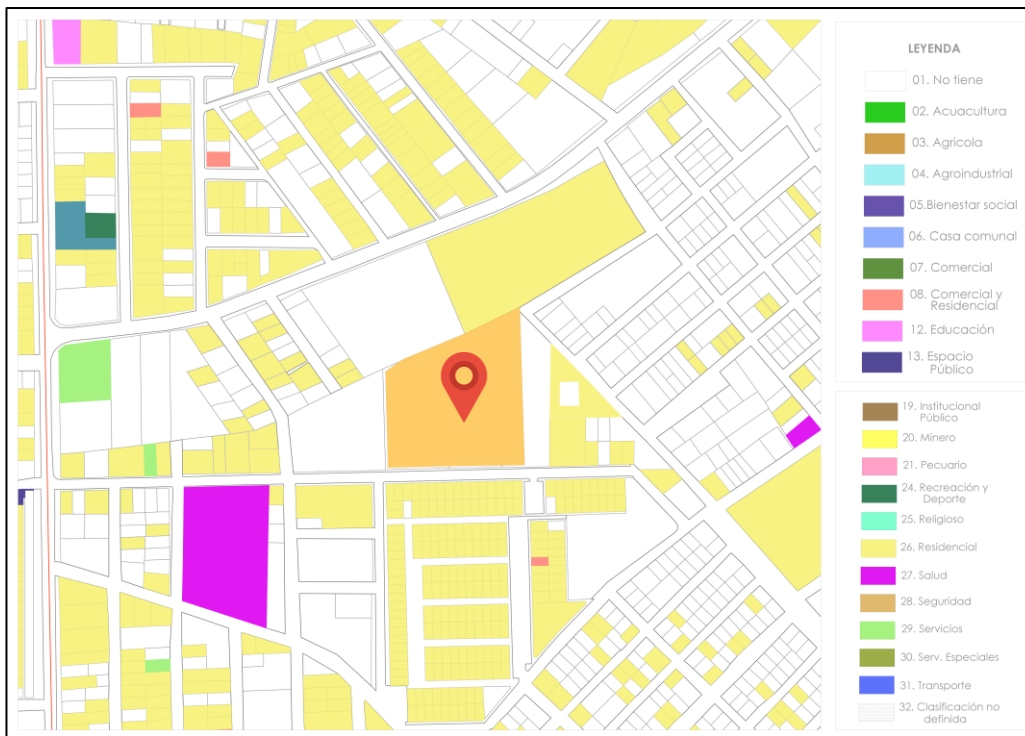 LEYENDA
01. No tiene
02. Acuacultura
03. Agricola
04. Agroindustrial
05.Bienestar social
06. Casa comunal
07. Comercial
08. Comercial y
Residencial
12. Educación
13. Espacio
Público
19. Institucional
Público
20. Minero
21. Pecuario
24. Recreación y
Deporte
25. Religioso
26. Residencial
27. Salud
28. Seguridad
29. Servicios
30. Serv. Especiales
31. Transporte
32. Clasificación no
definida